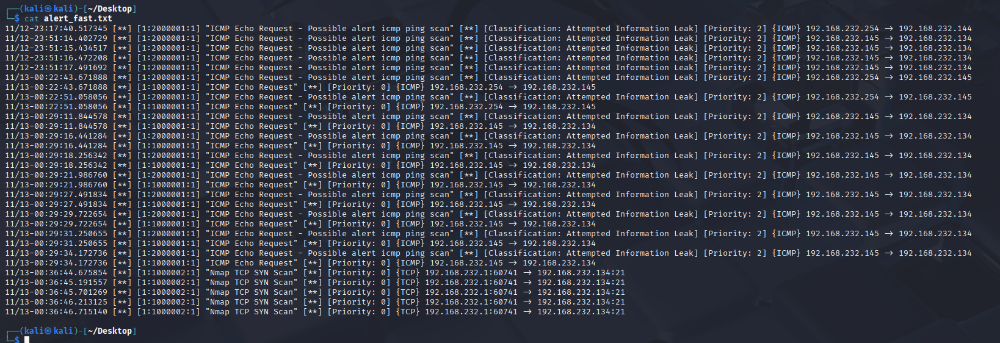 ┌──(kali㉿kali)-[~/Desktop]
└─$ cat alert_fast.txt
11/12-23:17:40.517345 [**] [1:2000001:1] "ICMP Echo Request - Possible alert icmp ping scan" [**] [Classification: Attempted Information Leak] [Priority: 2] {ICMP} 192.168.232.254 -> 192.168.232.144
11/12-23:51:14.402729 [**] [1:2000001:1] "ICMP Echo Request - Possible alert icmp ping scan" [**] [Classification: Attempted Information Leak] [Priority: 2] {ICMP} 192.168.232.145 -> 192.168.232.134
11/12-23:51:15.434517 [**] [1:2000001:1] "ICMP Echo Request - Possible alert icmp ping scan" [**] [Classification: Attempted Information Leak] [Priority: 2] {ICMP} 192.168.232.145 -> 192.168.232.134
11/12-23:51:16.472208 [**] [1:2000001:1] "ICMP Echo Request - Possible alert icmp ping scan" [**] [Classification: Attempted Information Leak] [Priority: 2] {ICMP} 192.168.232.145 -> 192.168.232.134
11/12-23:51:17.491692 [**] [1:2000001:1] "ICMP Echo Request - Possible alert icmp ping scan" [**] [Classification: Attempted Information Leak] [Priority: 2] {ICMP} 192.168.232.145 -> 192.168.232.134
11/13-00:22:43.671888 [**] [1:2000001:1] "ICMP Echo Request - Possible alert icmp ping scan" [**] [Classification: Attempted Information Leak] [Priority: 2] {ICMP} 192.168.232.254 -> 192.168.232.145
11/13-00:22:43.671888 [**] [1:1000001:1] "ICMP Echo Request" [**] [Priority: 0] {ICMP} 192.168.232.254 -> 192.168.232.145
11/13-00:22:51.058056 [**] [1:2000001:1] "ICMP Echo Request - Possible alert icmp ping scan" [**] [Classification: Attempted Information Leak] [Priority: 2] {ICMP} 192.168.232.254 -> 192.168.232.145
11/13-00:22:51.058056 [**] [1:1000001:1] "ICMP Echo Request" [**] [Priority: 0] {ICMP} 192.168.232.254 -> 192.168.232.145
11/13-00:29:11.844578 [**] [1:2000001:1] "ICMP Echo Request - Possible alert icmp ping scan" [**] [Classification: Attempted Information Leak] [Priority: 2] {ICMP} 192.168.232.145 -> 192.168.232.134
11/13-00:29:11.844578 [**] [1:1000001:1] "ICMP Echo Request" [**] [Priority: 0] {ICMP} 192.168.232.145 -> 192.168.232.134
11/13-00:29:16.441284 [**] [1:2000001:1] "ICMP Echo Request - Possible alert icmp ping scan" [**] [Classification: Attempted Information Leak] [Priority: 2] {ICMP} 192.168.232.145 -> 192.168.232.134
11/13-00:29:16.441284 [**] [1:1000001:1] "ICMP Echo Request" [**] [Priority: 0] {ICMP} 192.168.232.145 -> 192.168.232.134
11/13-00:29:18.256342 [**] [1:2000001:1] "ICMP Echo Request - Possible alert icmp ping scan" [**] [Classification: Attempted Information Leak] [Priority: 2] {ICMP} 192.168.232.145 -> 192.168.232.134
11/13-00:29:18.256342 [**] [1:1000001:1] "ICMP Echo Request" [**] [Priority: 0] {ICMP} 192.168.232.145 -> 192.168.232.134
11/13-00:29:21.986760 [**] [1:2000001:1] "ICMP Echo Request - Possible alert icmp ping scan" [**] [Classification: Attempted Information Leak] [Priority: 2] {ICMP} 192.168.232.145 -> 192.168.232.134
11/13-00:29:21.986760 [**] [1:1000001:1] "ICMP Echo Request" [**] [Priority: 0] {ICMP} 192.168.232.145 -> 192.168.232.134
11/13-00:29:27.491834 [**] [1:2000001:1] "ICMP Echo Request - Possible alert icmp ping scan" [**] [Classification: Attempted Information Leak] [Priority: 2] {ICMP} 192.168.232.145 -> 192.168.232.134
11/13-00:29:27.491834 [**] [1:1000001:1] "ICMP Echo Request" [**] [Priority: 0] {ICMP} 192.168.232.145 -> 192.168.232.134
11/13-00:29:29.722654 [**] [1:2000001:1] "ICMP Echo Request - Possible alert icmp ping scan" [**] [Classification: Attempted Information Leak] [Priority: 2] {ICMP} 192.168.232.145 -> 192.168.232.134
11/13-00:29:29.722654 [**] [1:1000001:1] "ICMP Echo Request" [**] [Priority: 0] {ICMP} 192.168.232.145 -> 192.168.232.134
11/13-00:29:31.250655 [**] [1:2000001:1] "ICMP Echo Request - Possible alert icmp ping scan" [**] [Classification: Attempted Information Leak] [Priority: 2] {ICMP} 192.168.232.145 -> 192.168.232.134
11/13-00:29:31.250655 [**] [1:1000001:1] "ICMP Echo Request" [**] [Priority: 0] {ICMP} 192.168.232.145 -> 192.168.232.134
11/13-00:29:34.172736 [**] [1:2000001:1] "ICMP Echo Request - Possible alert icmp ping scan" [**] [Classification: Attempted Information Leak] [Priority: 2] {ICMP} 192.168.232.145 -> 192.168.232.134
11/13-00:29:34.172736 [**] [1:1000001:1] "ICMP Echo Request" [**] [Priority: 0] {ICMP} 192.168.232.145 -> 192.168.232.134
11/13-00:36:44.675854 [**] [1:1000002:1] "Nmap TCP SYN Scan" [**] [Priority: 0] {TCP} 192.168.232.1:60741 -> 192.168.232.134:21
11/13-00:36:45.191557 [**] [1:1000002:1] "Nmap TCP SYN Scan" [**] [Priority: 0] {TCP} 192.168.232.1:60741 -> 192.168.232.134:21
11/13-00:36:45.701269 [**] [1:1000002:1] "Nmap TCP SYN Scan" [**] [Priority: 0] {TCP} 192.168.232.1:60741 -> 192.168.232.134:21
11/13-00:36:46.213125 [**] [1:1000002:1] "Nmap TCP SYN Scan" [**] [Priority: 0] {TCP} 192.168.232.1:60741 -> 192.168.232.134:21
11/13-00:36:46.715140 [**] [1:1000002:1] "Nmap TCP SYN Scan" [**] [Priority: 0] {TCP} 192.168.232.1:60741 -> 192.168.232.134:21
┌──(kali㉿kali)-[~/Desktop]
└─$